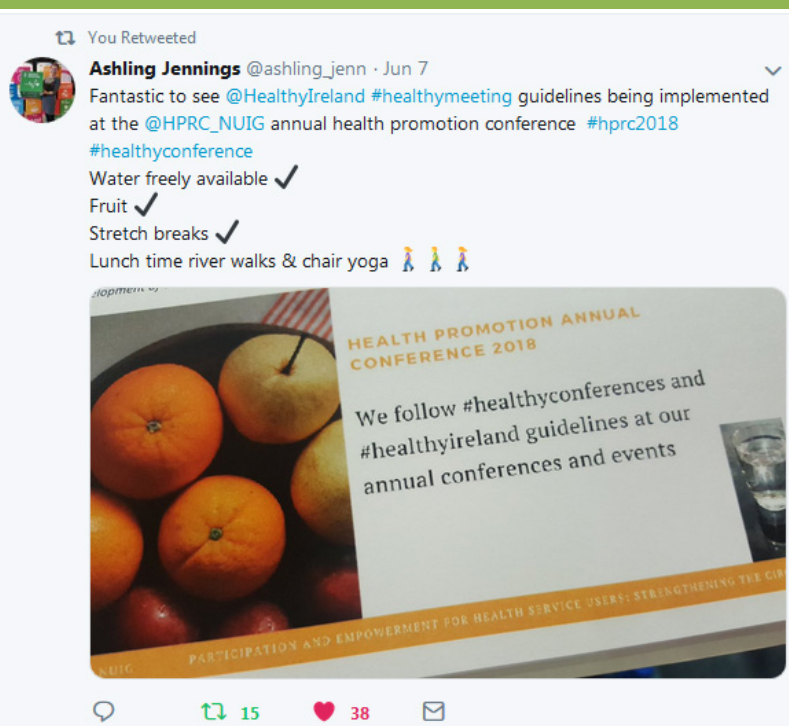 You Retweeted
Ashling Jennings @ashling_jenn · Jun 7
Fantastic to see @HealthyIreland #healthymeeting guidelines being implemented
at the @HPRC_NUIG annual health promotion conference #hprc2018
#healthyconference
Water freely available ✔
Fruit ✔
Stretch breaks ✔
Lunch time river walks & chair yoga 🚶 🚶 🚶
HEALTH PROMOTION ANNUAL
CONFERENCE 2018
We follow #healthyconferences and
#healthyireland guidelines at our
annual conferences and events
NUIG
PARTICIPATION AND EMPOWERMENT FOR HEALTH SERVICE USERS: STRENGTHENING THE
15
38